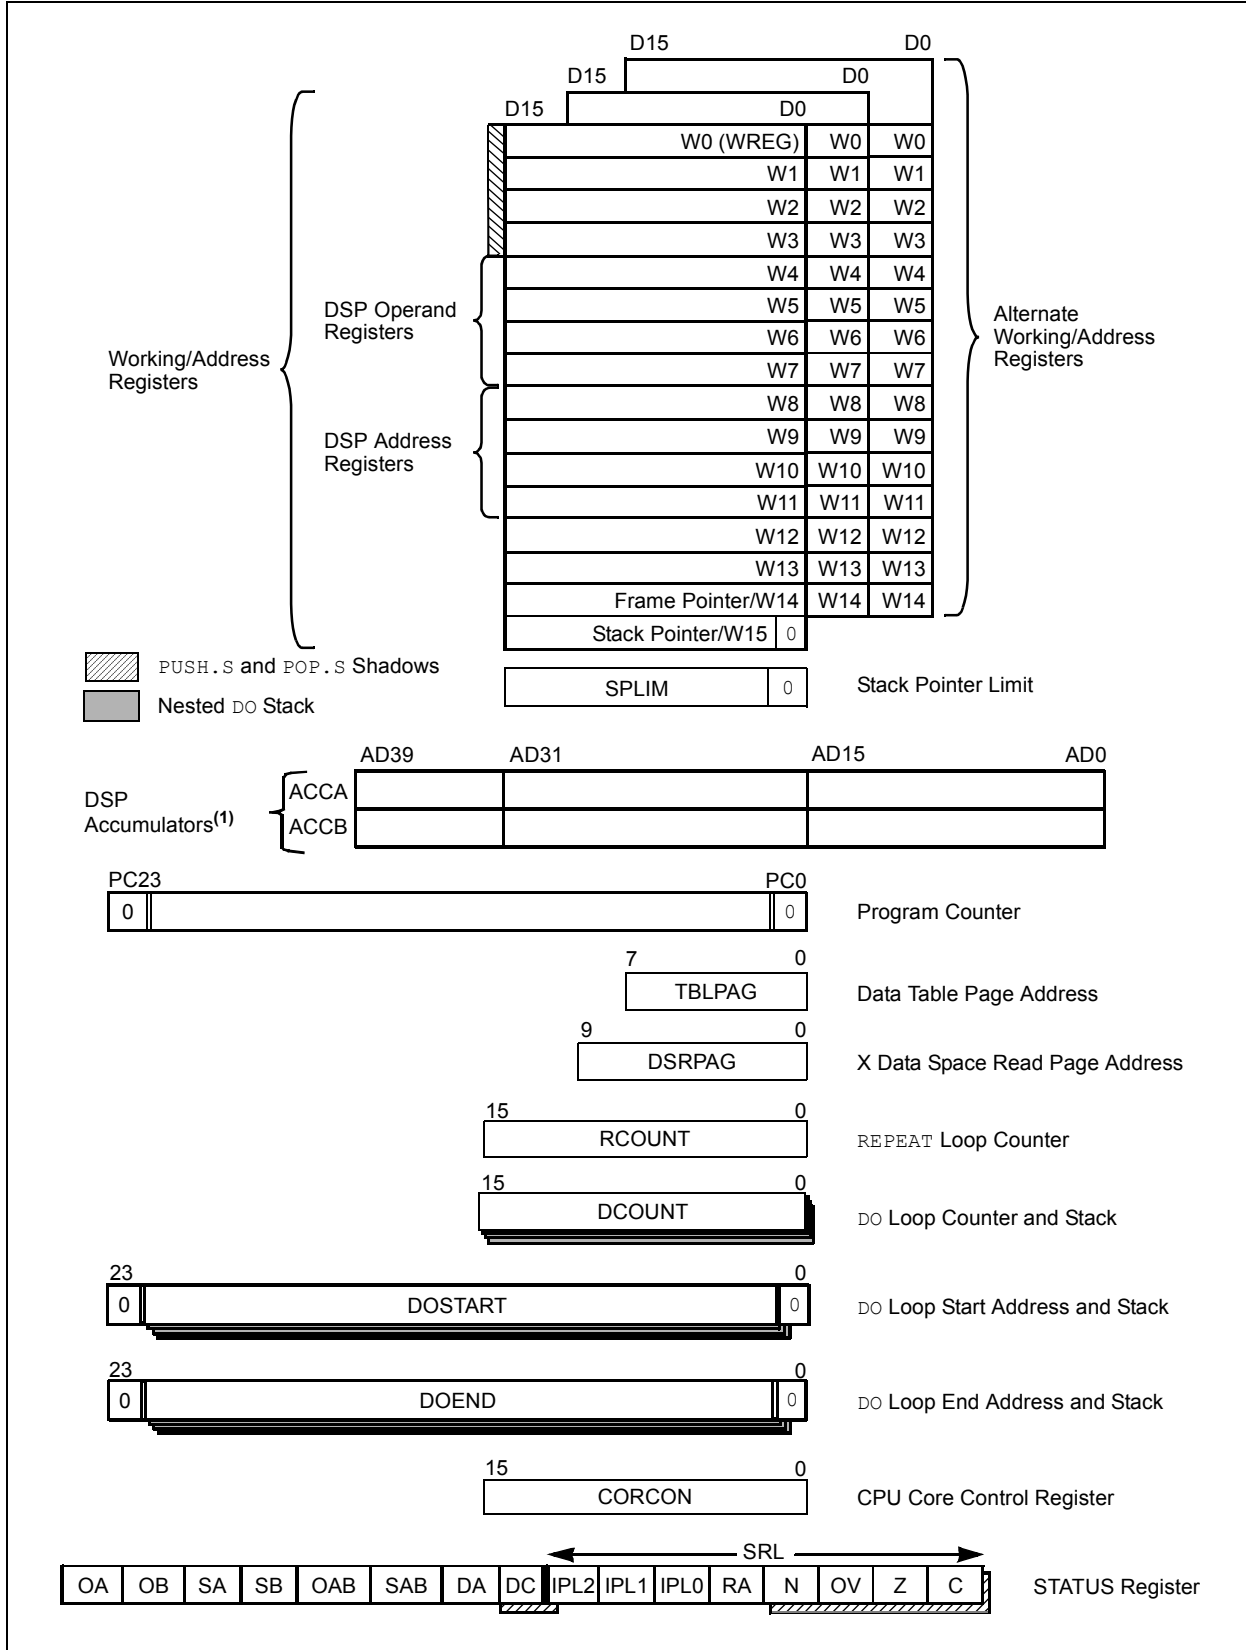 D15 D0
D15 D0
D15 D0
W0 (WREG) W0 W0
W1 W1 W1
W2 W2 W2
W3 W3 W3
W4 W4 W4
W5 W5 W5
W6 W6 W6
W7 W7 W7
W8 W8 W8
W9 W9 W9
W10 W10 W10
W11 W11 W11
W12 W12 W12
W13 W13 W13
Frame Pointer/W14 W14 W14
Stack Pointer/W15 0
Working/Address
Registers
DSP Operand
Registers
DSP Address
Registers
Alternate
Working/Address
Registers
PUSH.S and POP.S Shadows
Nested DO Stack
SPLIM 0 Stack Pointer Limit
AD39 AD31 AD15 AD0
DSP
Accumulators(1)
ACCA
ACCB
PC23 PC0
0 0 Program Counter
7 0
TBLPAG Data Table Page Address
9 0
DSRPAG X Data Space Read Page Address
15 0
RCOUNT REPEAT Loop Counter
15 0
DCOUNT DO Loop Counter and Stack
23 0
0 DOSTART 0 DO Loop Start Address and Stack
23 0
0 DOEND 0 DO Loop End Address and Stack
15 0
CORCON CPU Core Control Register
SRL
OA OB SA SB OAB SAB DA DC IPL2 IPL1 IPL0 RA N OV Z C STATUS Register